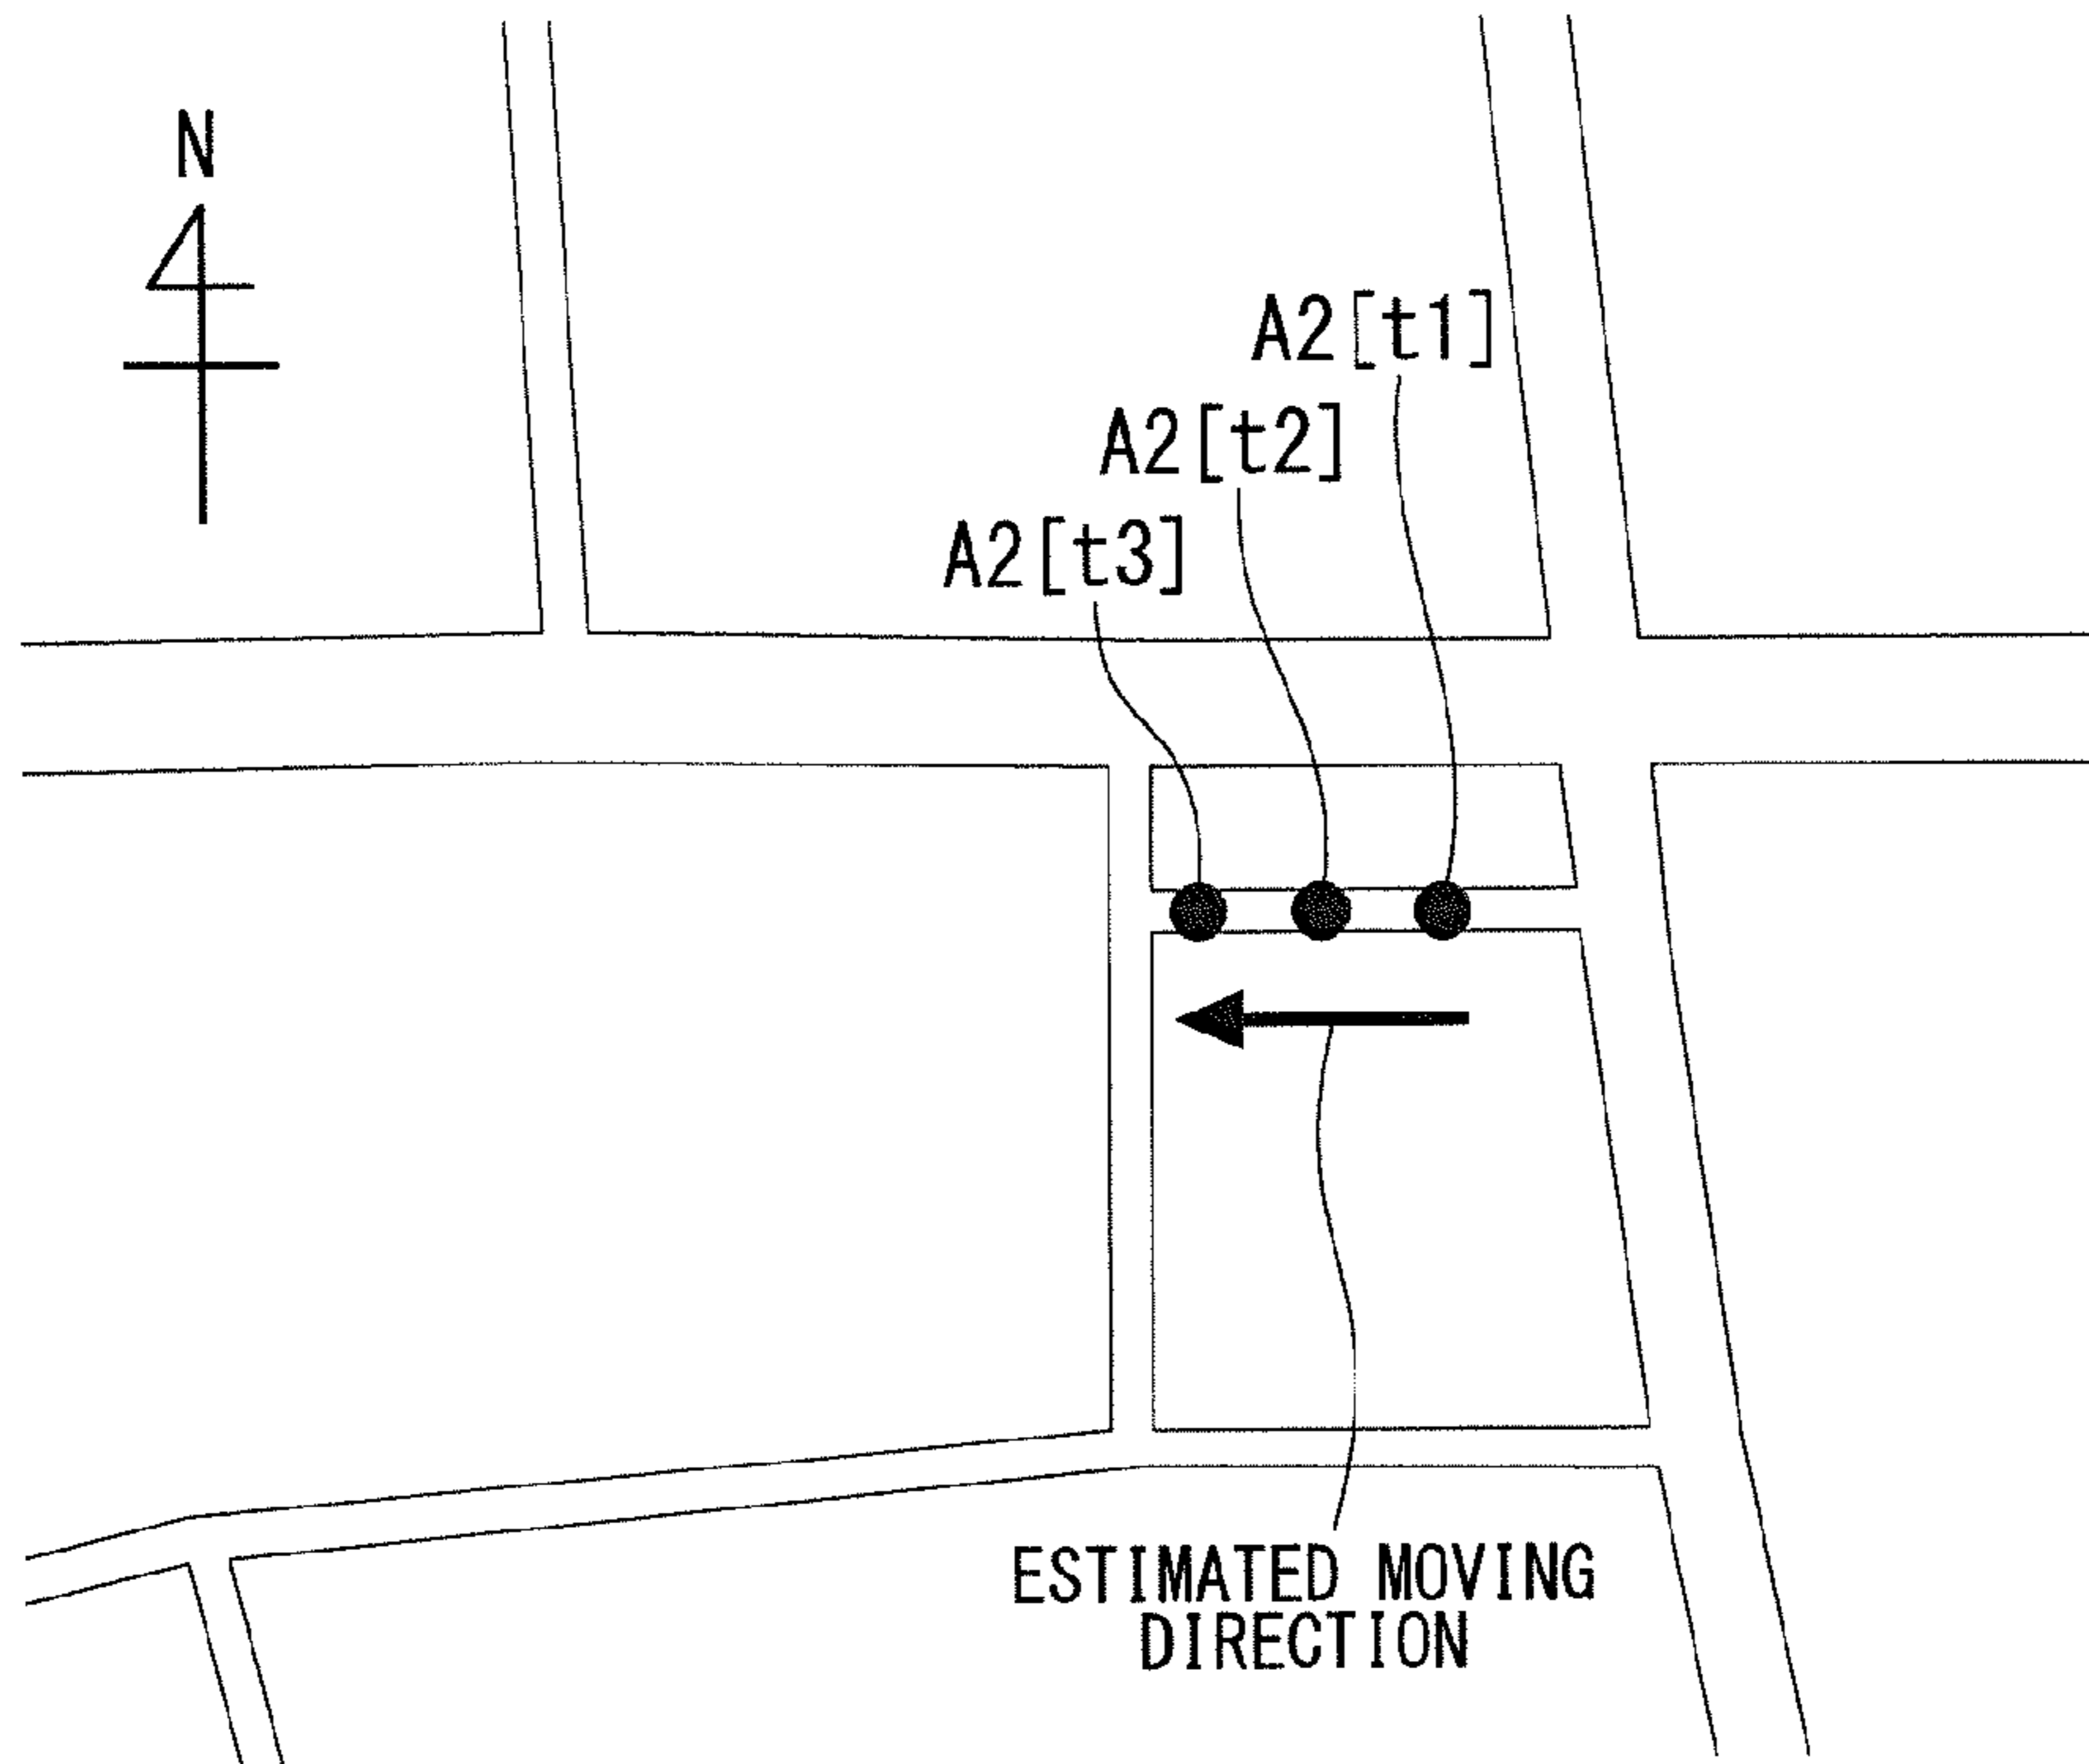 N
A2[t1]
A2[t2]
A2[t3]
ESTIMATED MOVING
DIRECTION